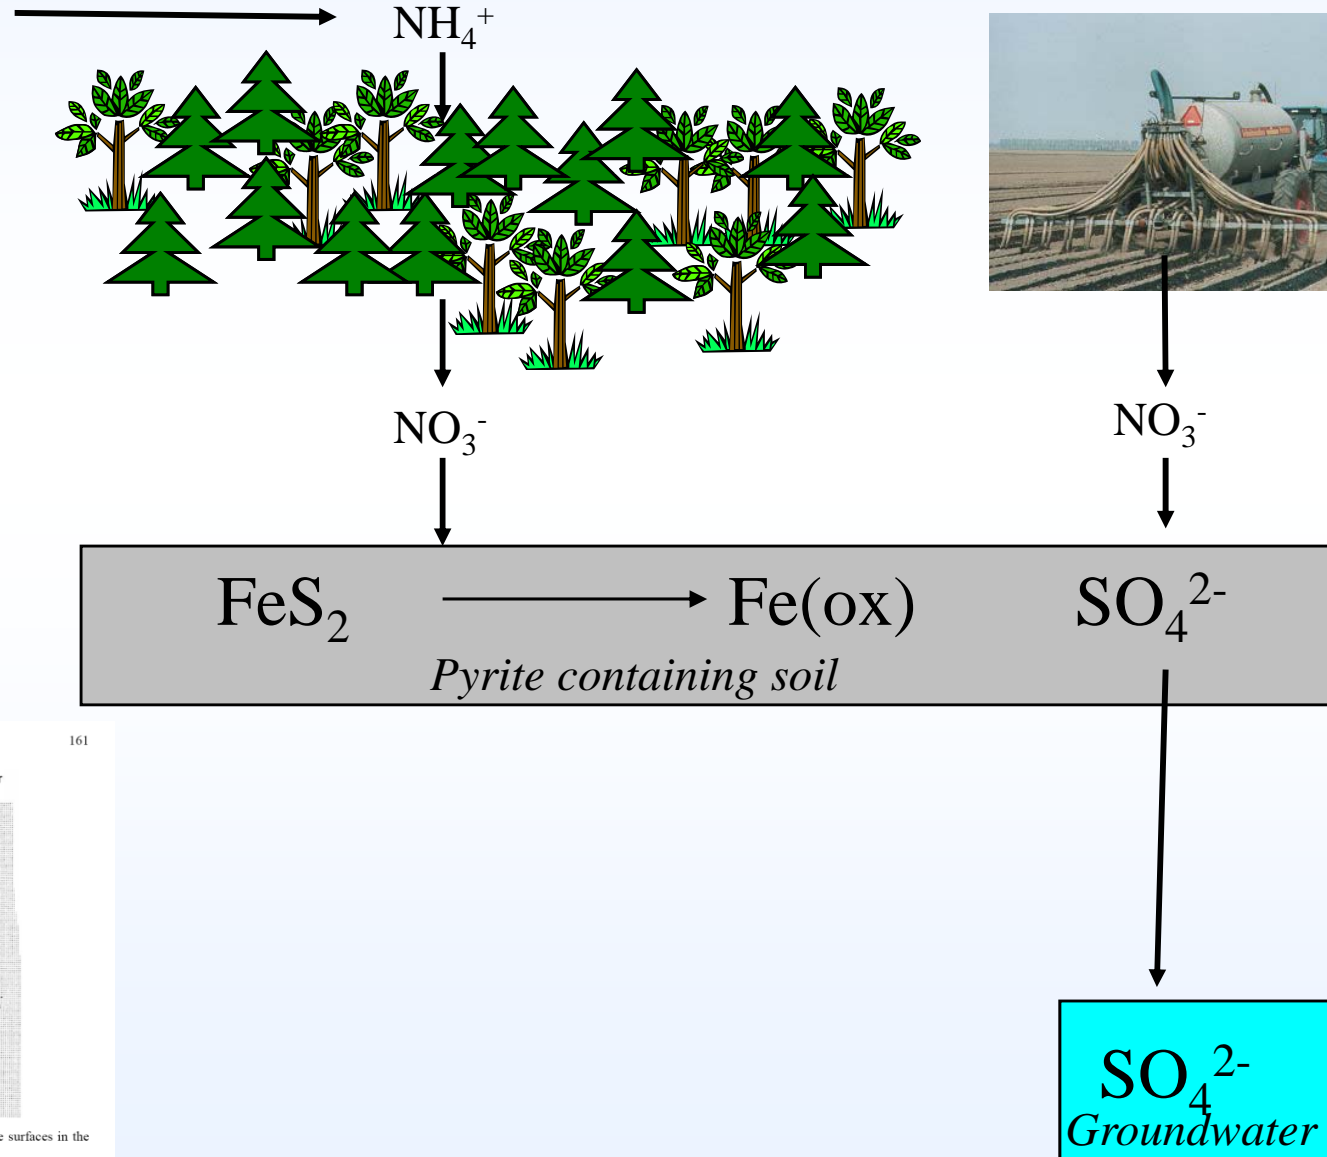 NH₄⁺
NO₃⁻
NO₃⁻
FeS₂ Fe(ox) SO₄²⁻
Pyrite containing soil
161
surfaces in the
SO₄²⁻
Groundwater